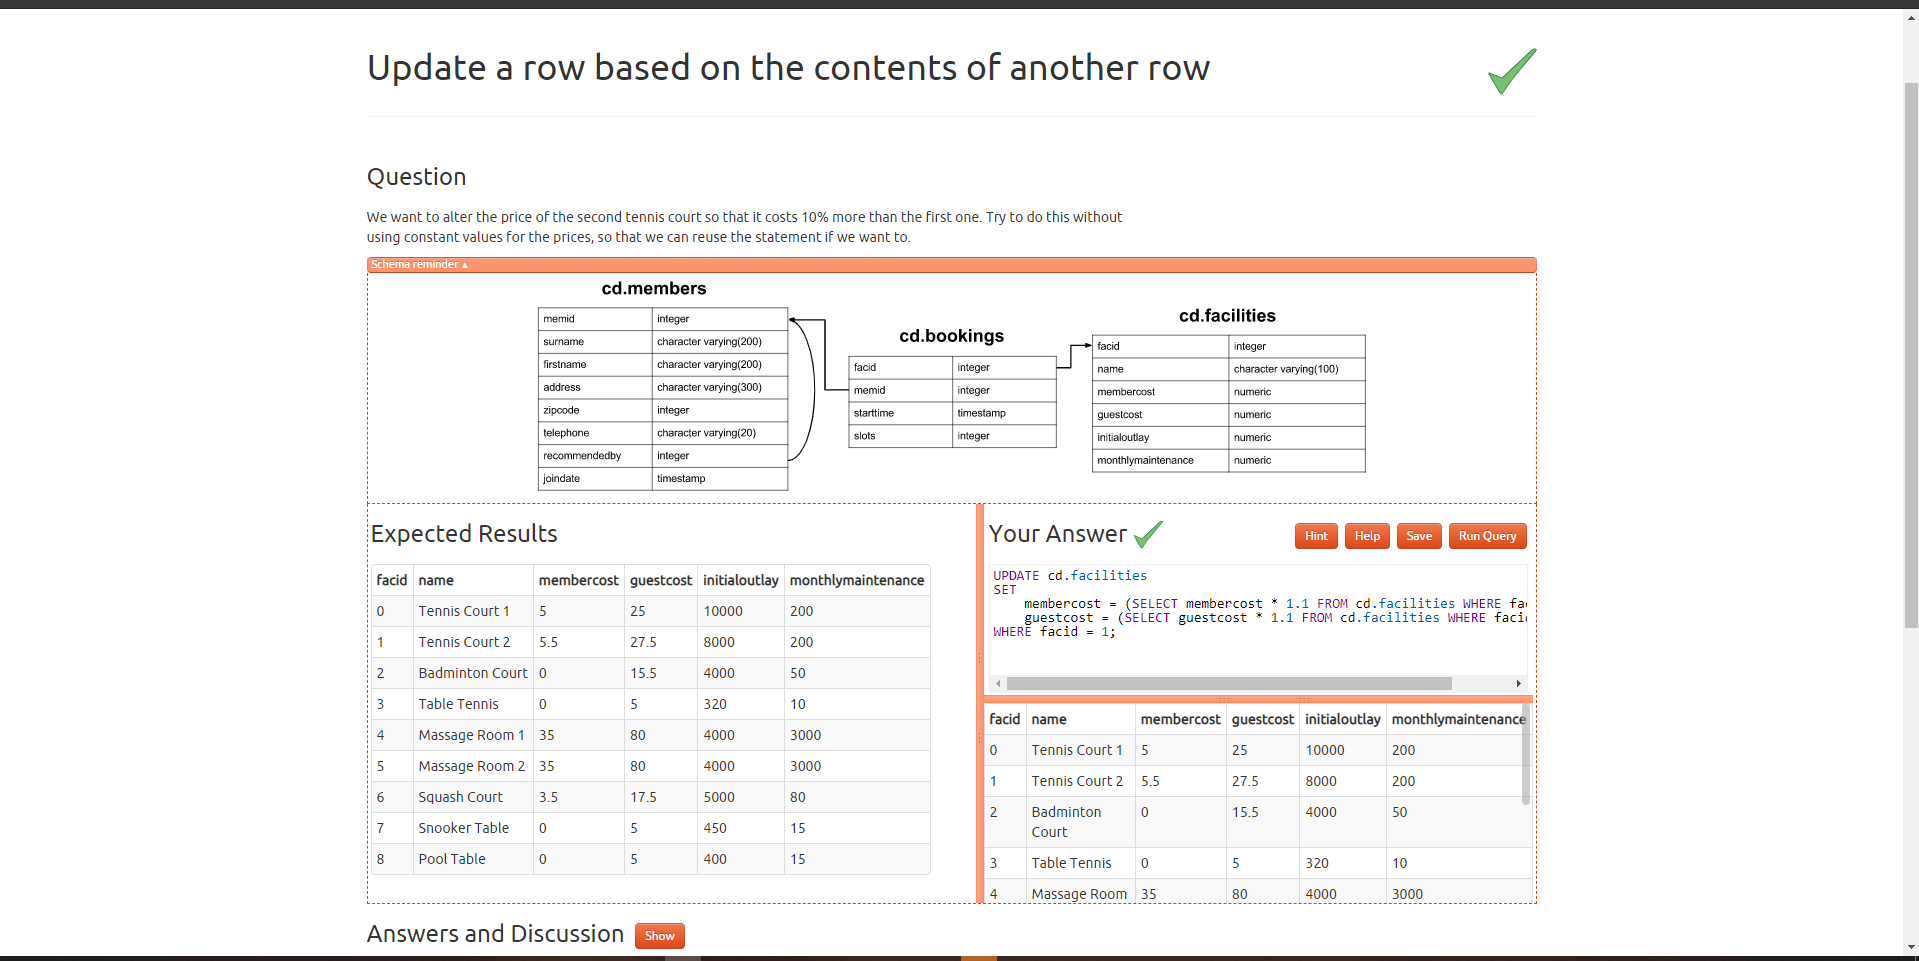 Update a row based on the contents of another row
Question
We want to alter the price of the second tennis court so that it costs 10% more than the first one. Try to do this without
using constant values for the prices, so that we can reuse the statement if we want to.
Schema reminder ▲
cd.members
memid integer
surname character varying(200)
firstname character varying(200)
address character varying(300)
zipcode integer
telephone character varying(20)
recommendedby integer
joindate timestamp
cd.bookings
facid integer
memid integer
starttime timestamp
slots integer
cd.facilities
facid integer
name character varying(100)
membercost numeric
guestcost numeric
initialoutlay numeric
monthlymaintenance numeric
Expected Results
facid name membercost guestcost initialoutlay monthlymaintenance
0 Tennis Court 1 5 25 10000 200
1 Tennis Court 2 5.5 27.5 8000 200
2 Badminton Court 0 15.5 4000 50
3 Table Tennis 0 5 320 10
4 Massage Room 1 35 80 4000 3000
5 Massage Room 2 35 80 4000 3000
6 Squash Court 3.5 17.5 5000 80
7 Snooker Table 0 5 450 15
8 Pool Table 0 5 400 15
Your Answer
Hint Help Save Run Query
UPDATE cd.facilities
SET
membercost = (SELECT membercost * 1.1 FROM cd.facilities WHERE fa
guestcost = (SELECT guestcost * 1.1 FROM cd.facilities WHERE faci
WHERE facid = 1;
facid name membercost guestcost initialoutlay monthlymaintenance
0 Tennis Court 1 5 25 10000 200
1 Tennis Court 2 5.5 27.5 8000 200
2 Badminton Court 0 15.5 4000 50
3 Table Tennis 0 5 320 10
4 Massage Room 35 80 4000 3000
Answers and Discussion Show